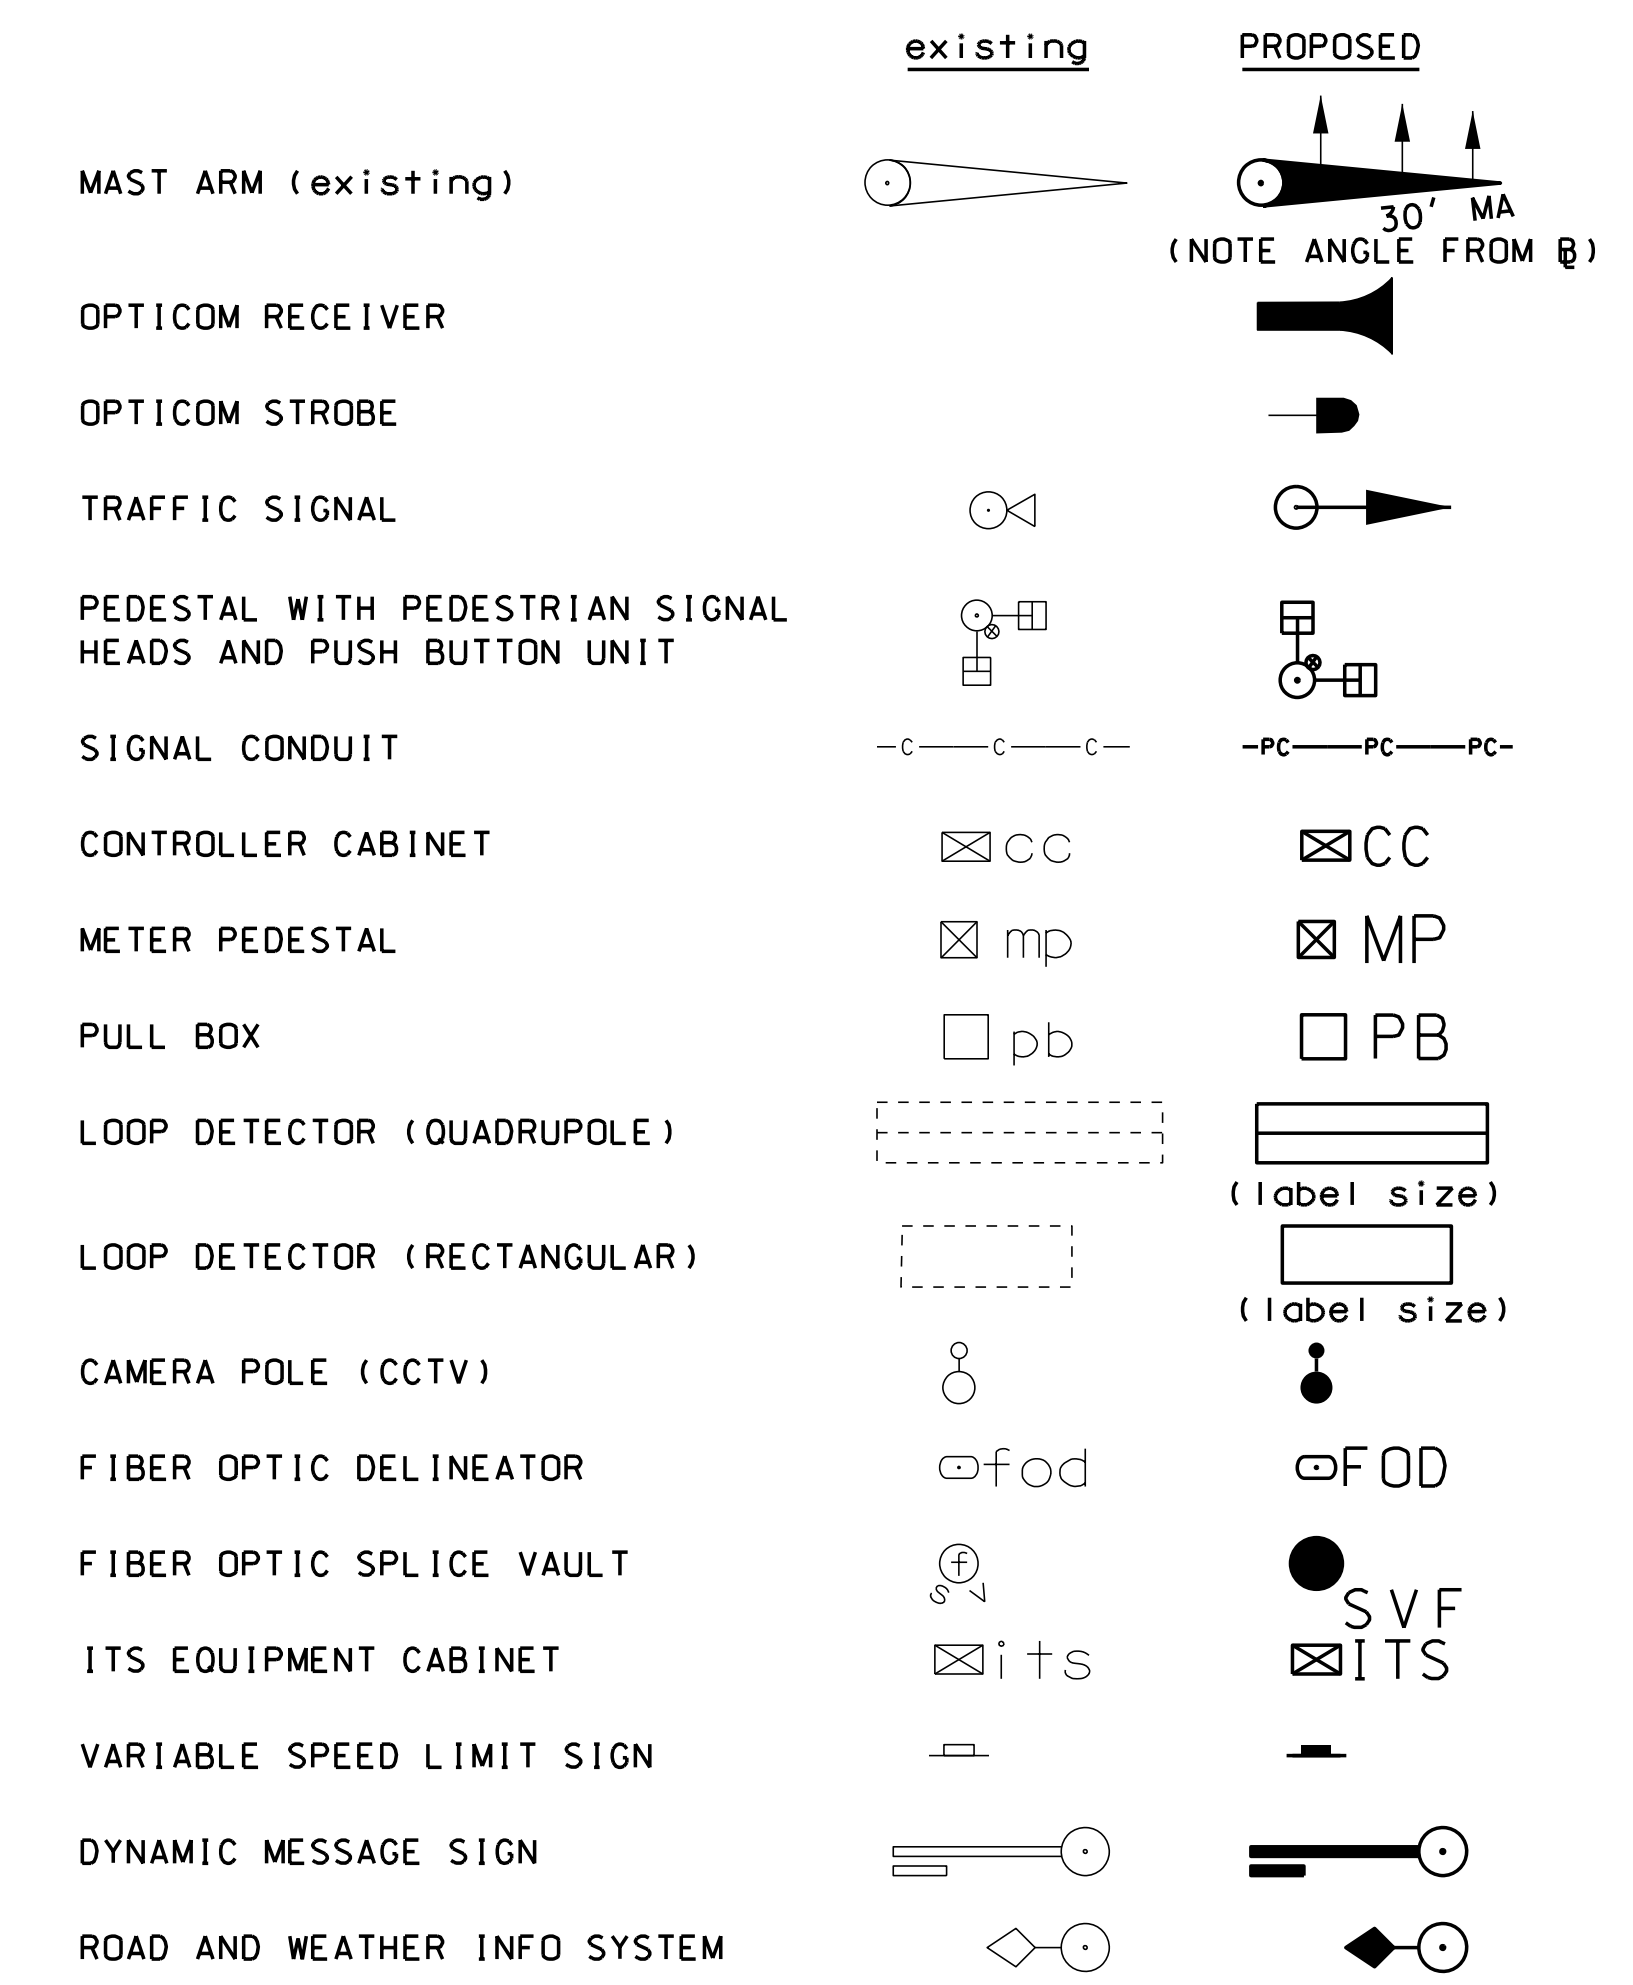 existing PROPOSED
MAST ARM (existing)
30' MA
(NOTE ANGLE FROM BL)
OPTICOM RECEIVER
OPTICOM STROBE
TRAFFIC SIGNAL
PEDESTAL WITH PEDESTRIAN SIGNAL
HEADS AND PUSH BUTTON UNIT
SIGNAL CONDUIT C C C PC PC PC
CONTROLLER CABINET cc CC
METER PEDESTAL mp MP
PULL BOX pb PB
LOOP DETECTOR (QUADRUPOLE)
(label size)
LOOP DETECTOR (RECTANGULAR)
(label size)
CAMERA POLE (CCTV)
FIBER OPTIC DELINEATOR fod FOD
FIBER OPTIC SPLICE VAULT f
s v SVF
ITS EQUIPMENT CABINET its ITS
VARIABLE SPEED LIMIT SIGN
DYNAMIC MESSAGE SIGN
ROAD AND WEATHER INFO SYSTEM